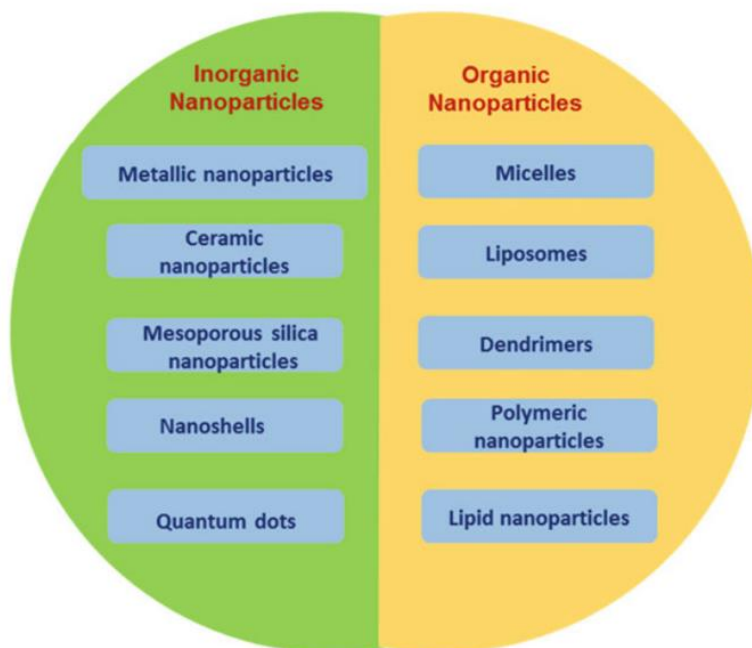 Inorganic
Nanoparticles
Metallic nanoparticles
Ceramic
nanoparticles
Mesoporous silica
nanoparticles
Nanoshells
Quantum dots
Organic
Nanoparticles
Micelles
Liposomes
Dendrimers
Polymeric
nanoparticles
Lipid nanoparticles